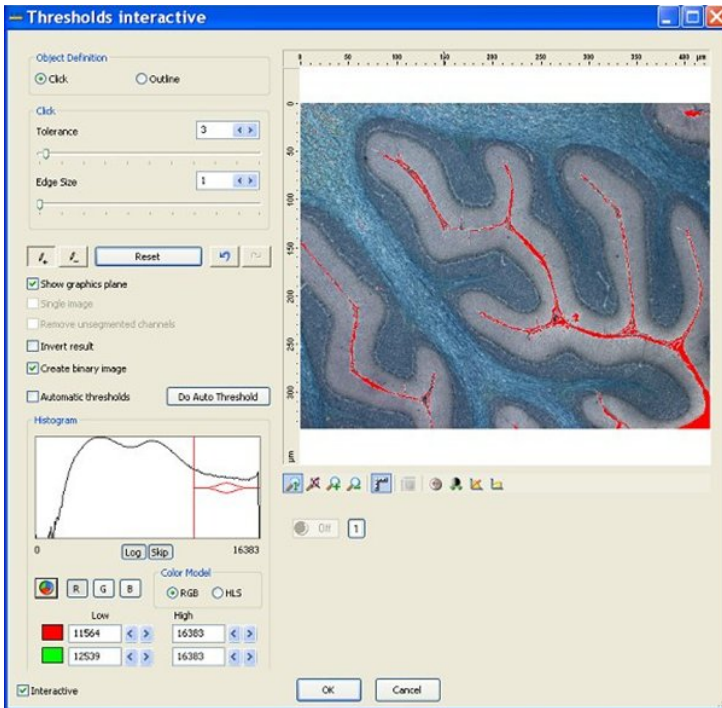 Thresholds interactive
Object Definition
Click Outline
Click
Tolerance 3
Edge Size 1
Reset
Show graphics plane
Single image
Remove unsegmented channels
Invert result
Create binary image
Automatic thresholds Do Auto Threshold
Histogram
0 Log Skip 16383
Color Model
R G B RGB HLS
Low High
11564 16383
12539 16383
Interactive
0 50 100 150 200 250 300 350 400 µm
0
50
100
150
200
250
300
µm
Off 1
OK Cancel